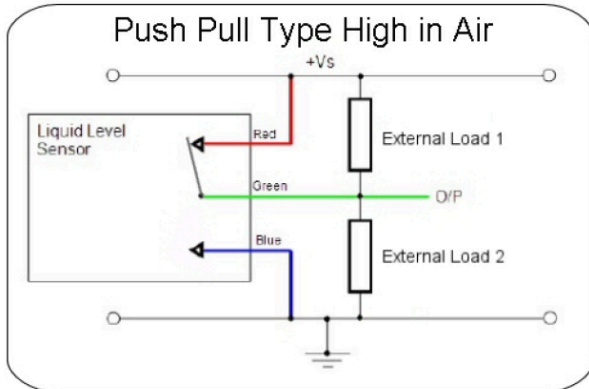 Push Pull Type High in Air
+Vs
Liquid Level
Sensor
Red
External Load 1
Green
O/P
Blue
External Load 2